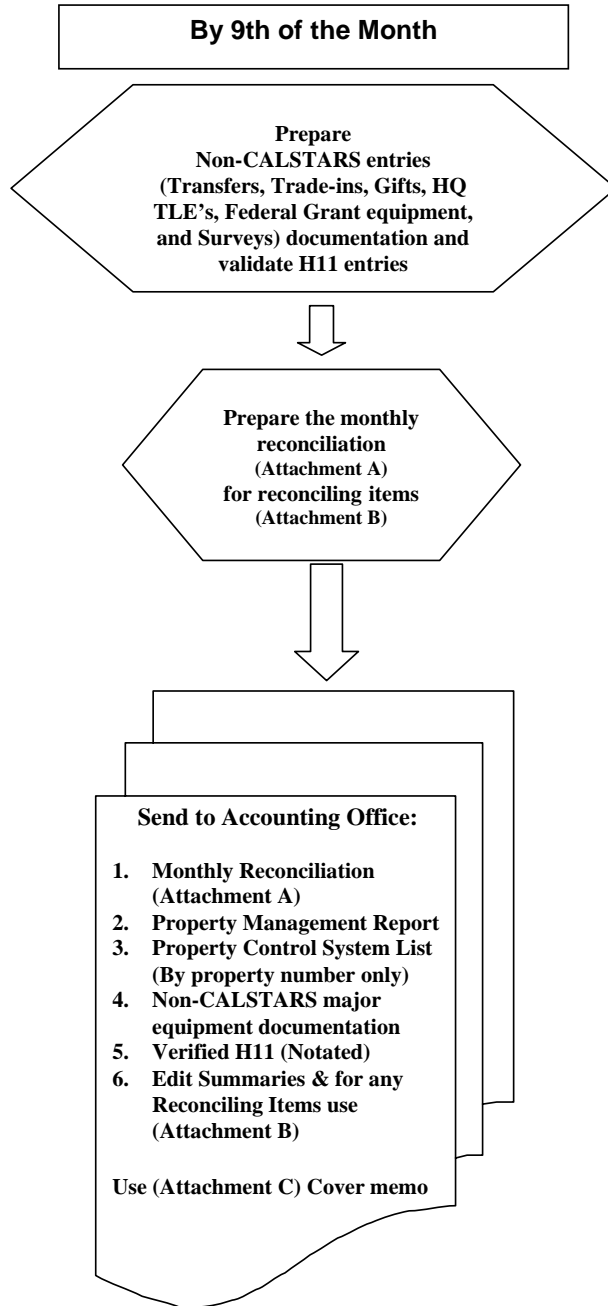 By 9th of the Month
Prepare
Non-CALSTARS entries
(Transfers, Trade-ins, Gifts, HQ
TLE's, Federal Grant equipment,
and Surveys) documentation and
validate H11 entries
Prepare the monthly
reconciliation
(Attachment A)
for reconciling items
(Attachment B)
Send to Accounting Office:
1. Monthly Reconciliation
(Attachment A)
2. Property Management Report
3. Property Control System List
(By property number only)
4. Non-CALSTARS major
equipment documentation
5. Verified H11 (Notated)
6. Edit Summaries & for any
Reconciling Items use
(Attachment B)
Use (Attachment C) Cover memo